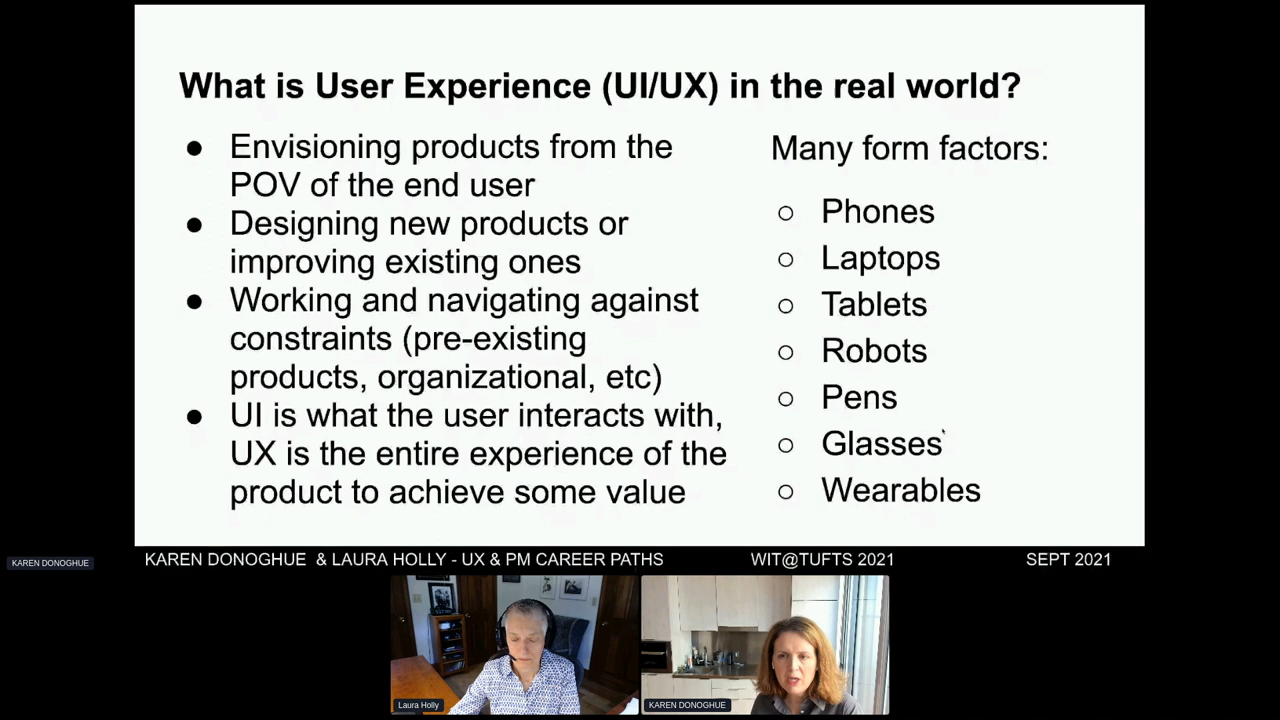 What is User Experience (UI/UX) in the real world?
● Envisioning products from the
POV of the end user
● Designing new products or
improving existing ones
● Working and navigating against
constraints (pre-existing
products, organizational, etc)
● UI is what the user interacts with,
UX is the entire experience of the
product to achieve some value
Many form factors:
○ Phones
○ Laptops
○ Tablets
○ Robots
○ Pens
○ Glasses
○ Wearables
KAREN DONOGHUE
KAREN DONOGHUE & LAURA HOLLY - UX & PM CAREER PATHS WIT@TUFTS 2021 SEPT 2021
Laura Holly
KAREN DONOGHUE